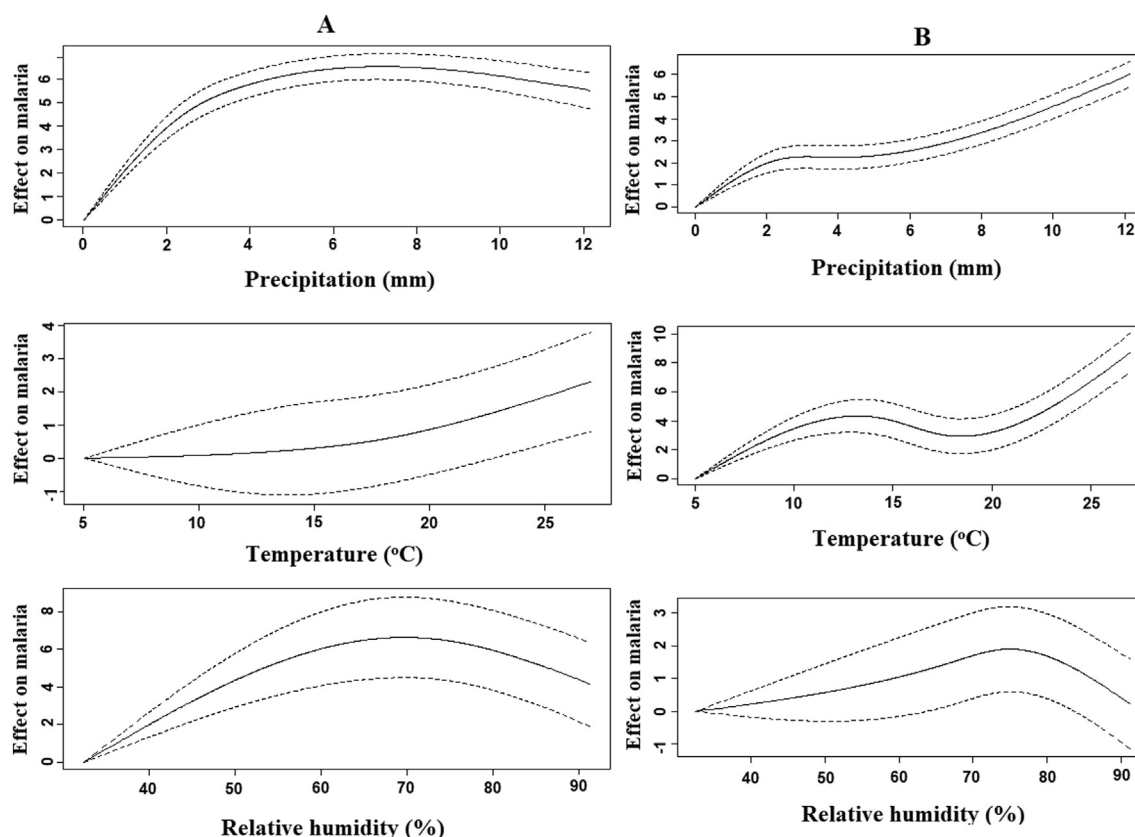 A
Effect on malaria
0 1 2 3 4 5 6
0 2 4 6 8 10 12
Precipitation (mm)
B
Effect on malaria
0 1 2 3 4 5 6
0 2 4 6 8 10 12
Precipitation (mm)
Effect on malaria
-1 0 1 2 3 4
5 10 15 20 25
Temperature (oC)
Effect on malaria
0 2 4 6 8 10
5 10 15 20 25
Temperature (oC)
Effect on malaria
0 2 4 6 8
40 50 60 70 80 90
Relative humidity (%)
Effect on malaria
-1 0 1 2 3
40 50 60 70 80 90
Relative humidity (%)